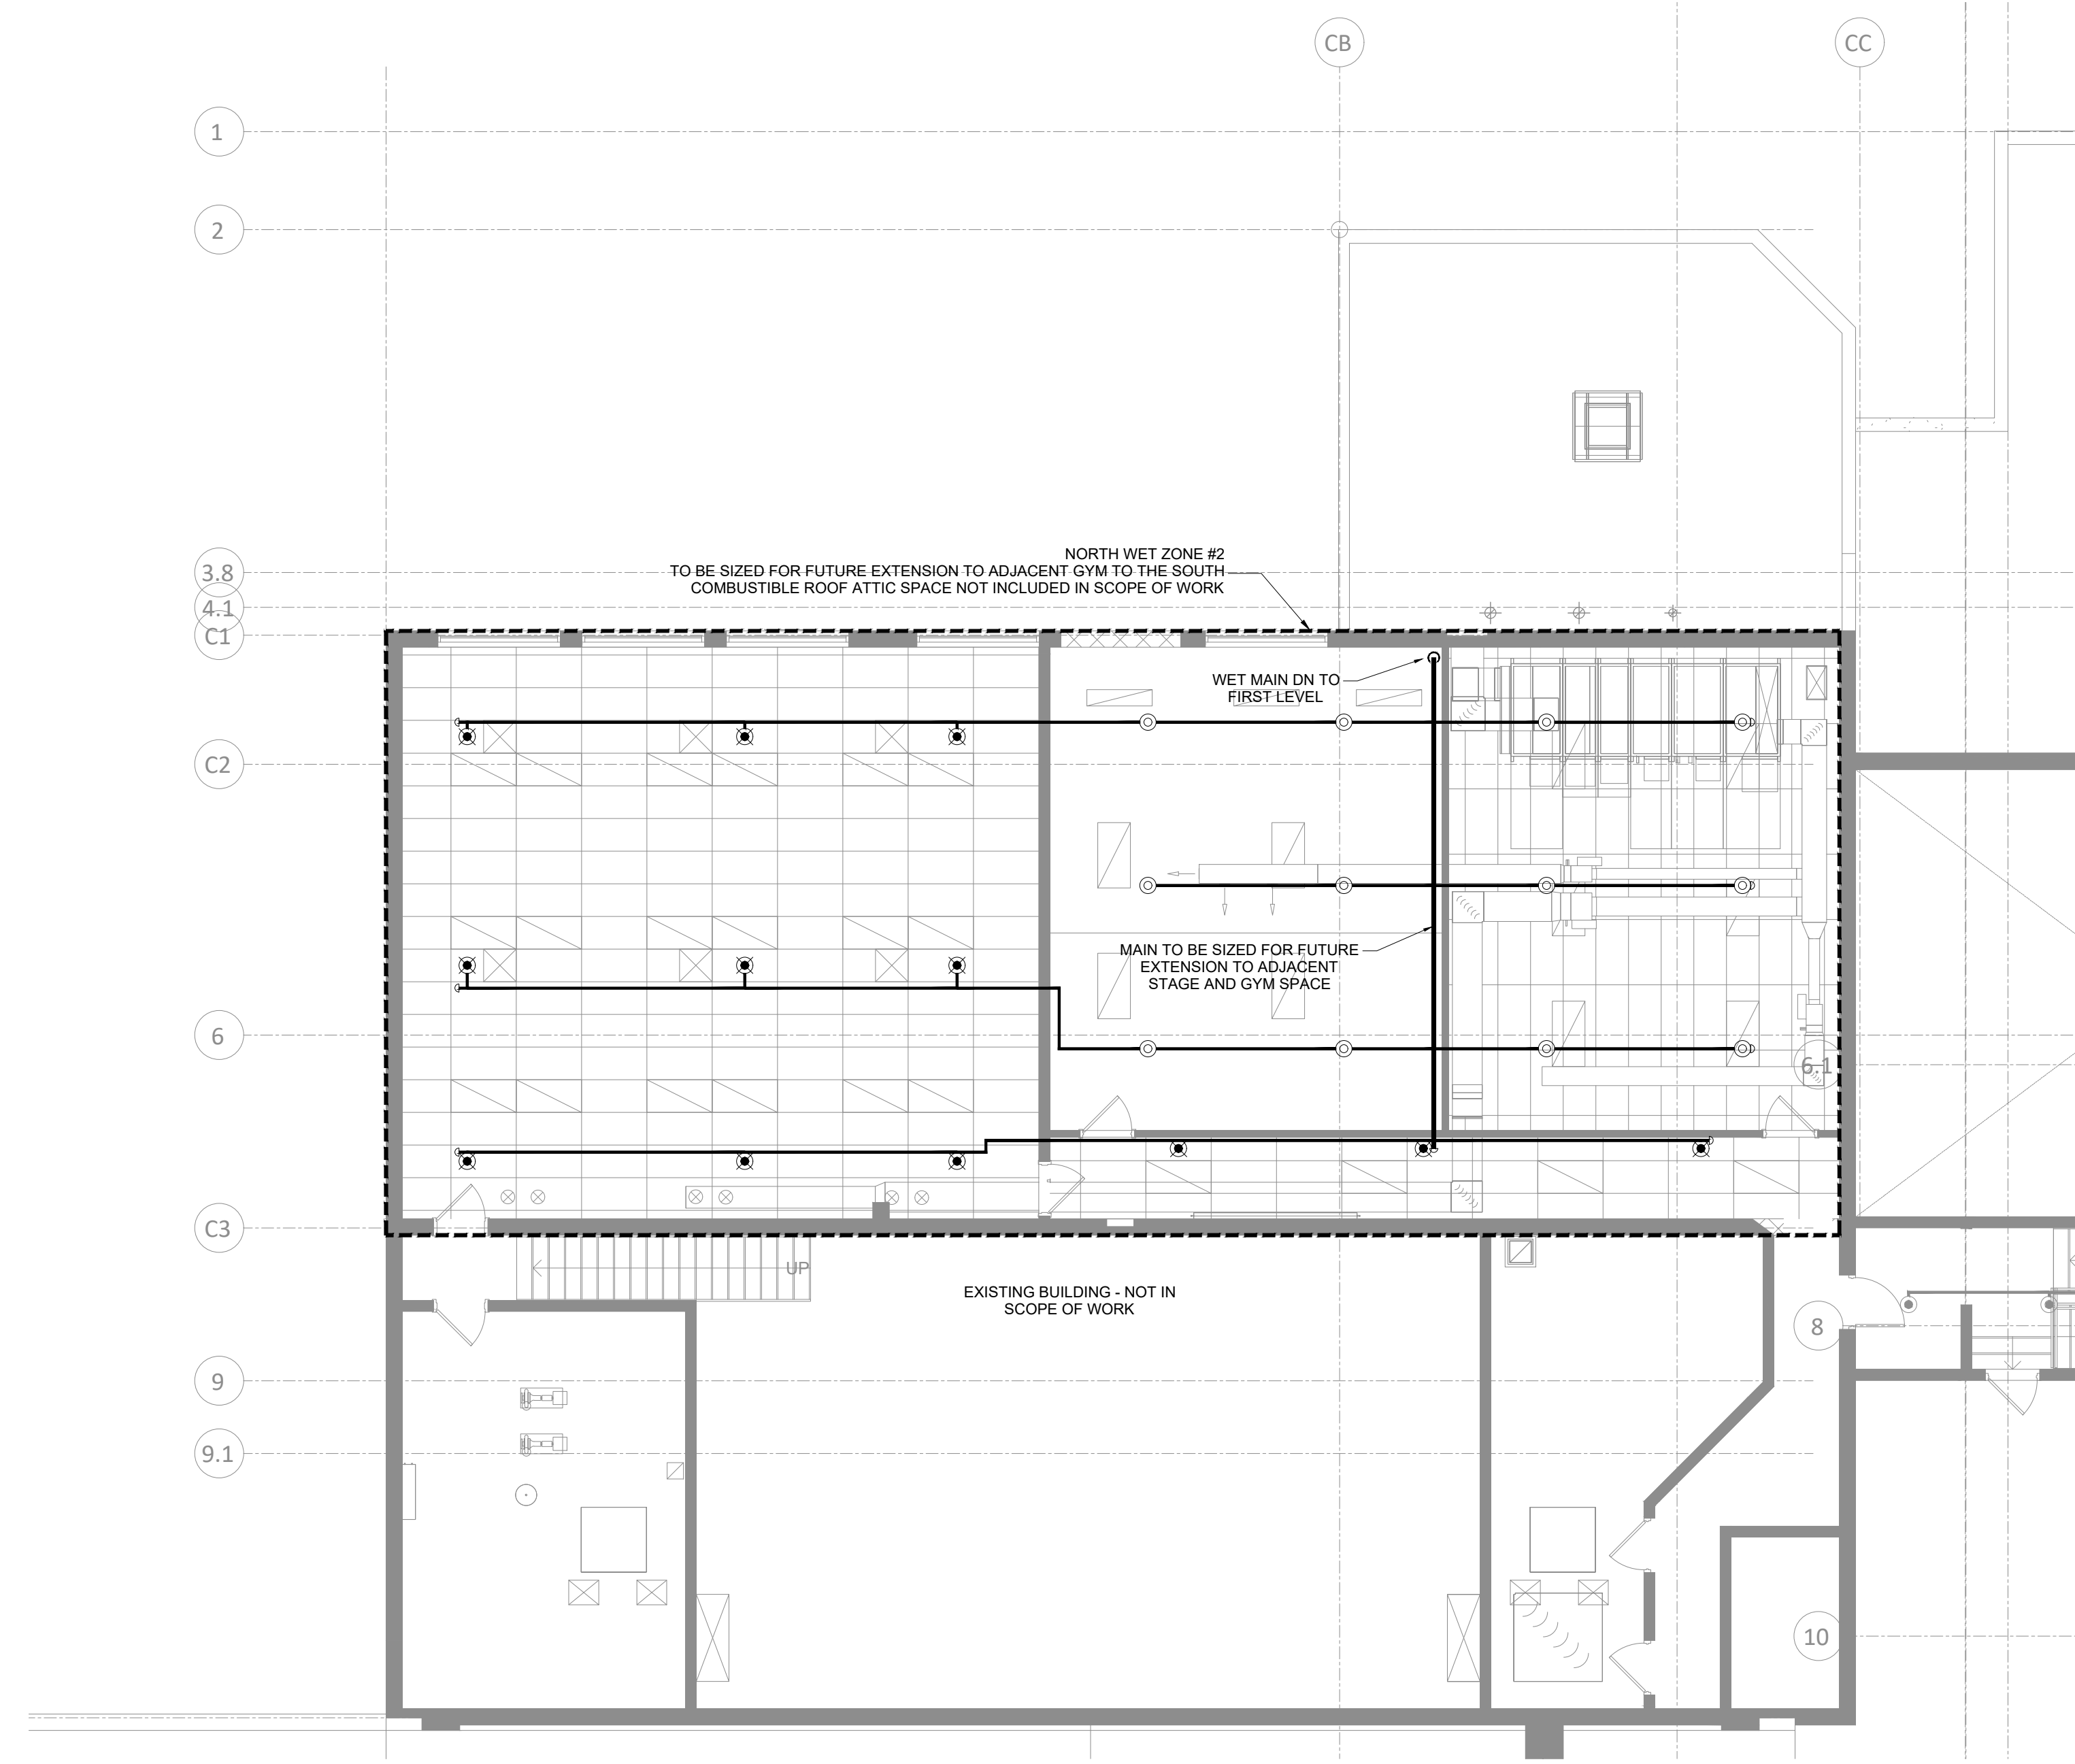 CB
CC
1
2
3.8
4.1
C1
NORTH WET ZONE #2
TO BE SIZED FOR FUTURE EXTENSION TO ADJACENT GYM TO THE SOUTH
COMBUSTIBLE ROOF ATTIC SPACE NOT INCLUDED IN SCOPE OF WORK
WET MAIN DN TO
FIRST LEVEL
C2
MAIN TO BE SIZED FOR FUTURE
EXTENSION TO ADJACENT
STAGE AND GYM SPACE
6
6.1
C3
UP
EXISTING BUILDING - NOT IN
SCOPE OF WORK
8
9
9.1
10